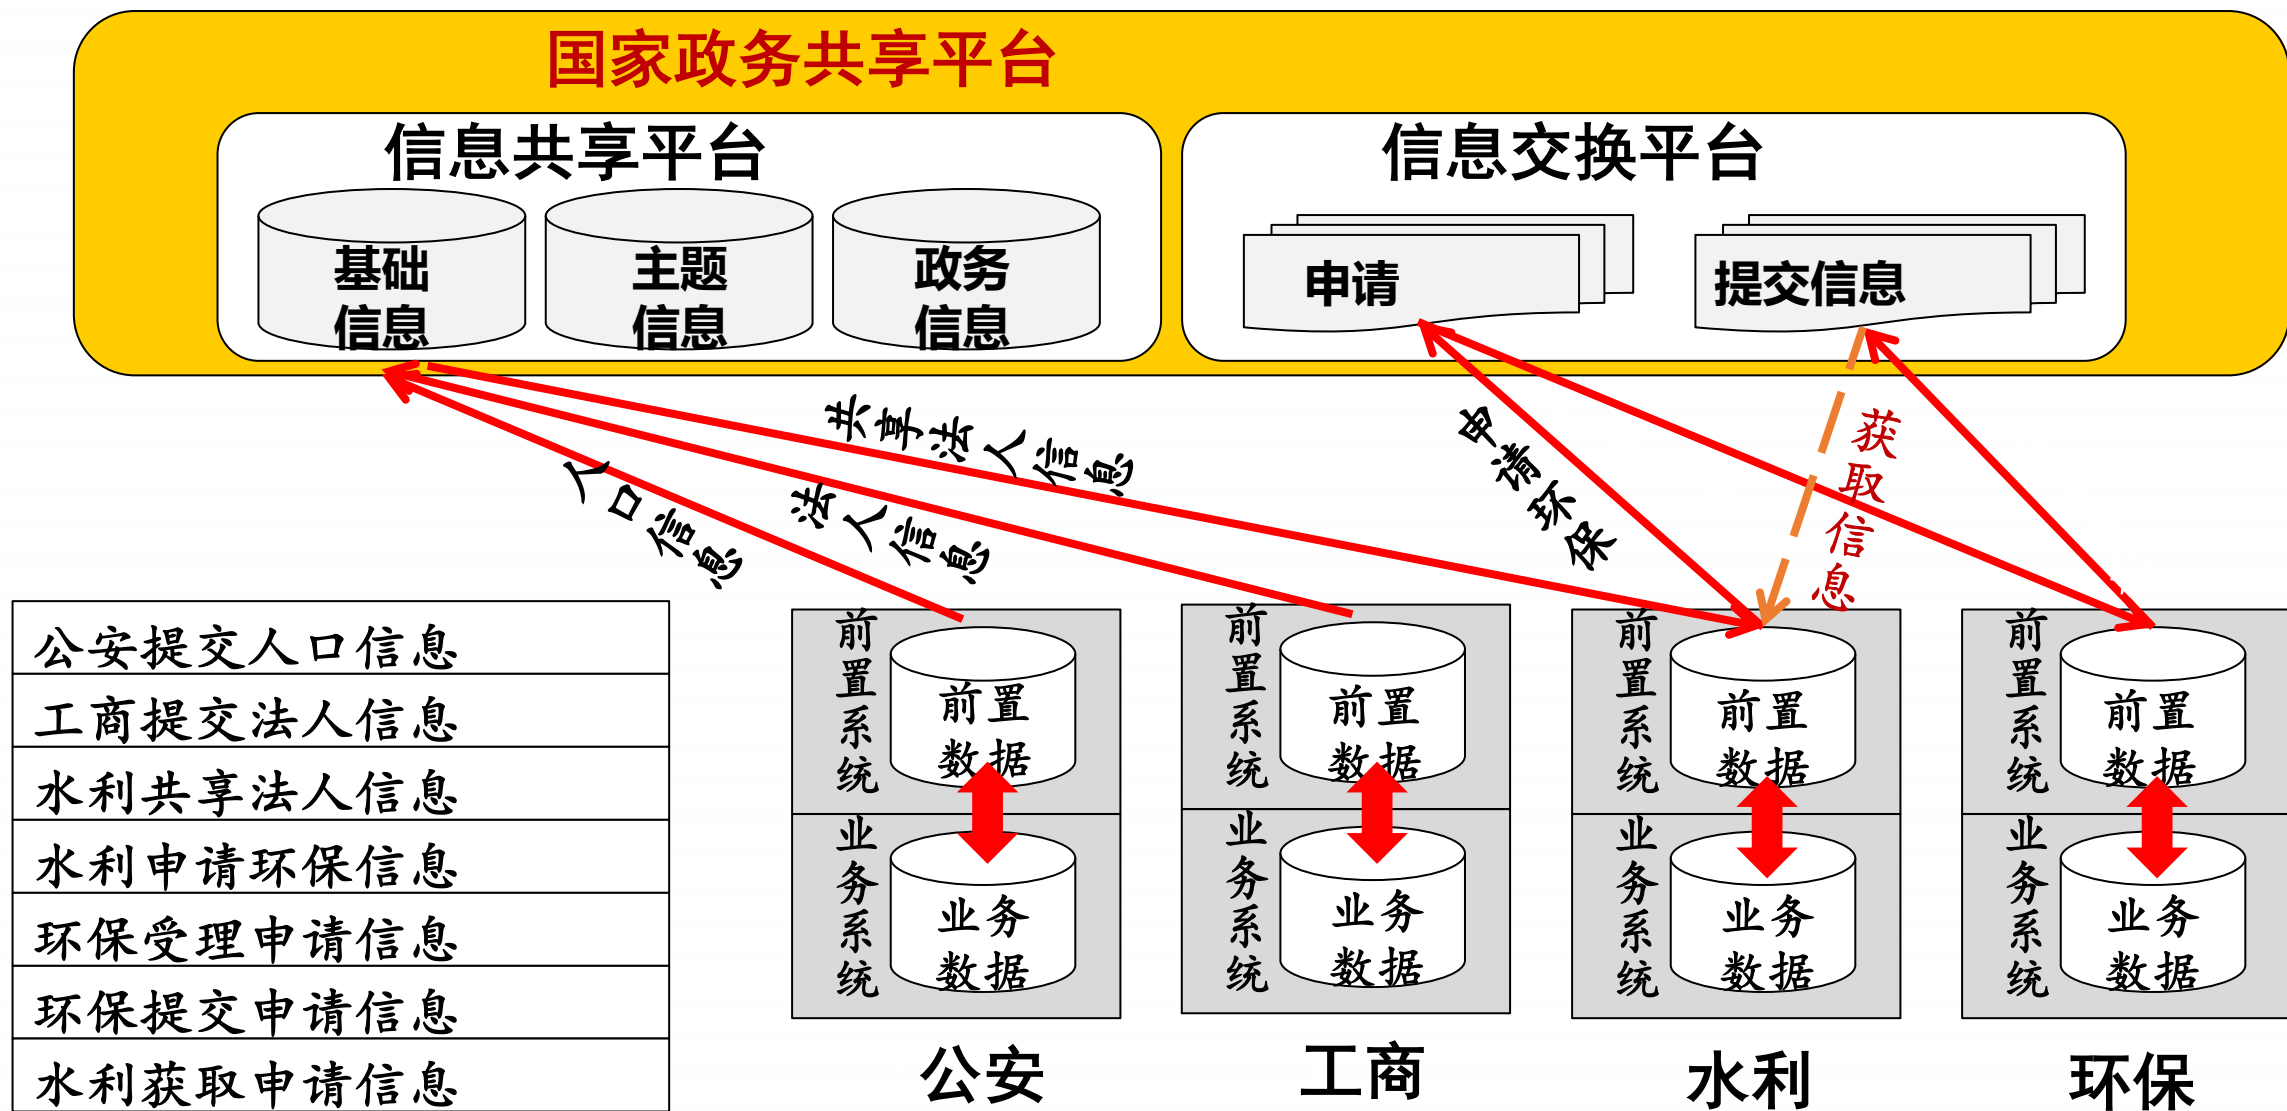 国家政务共享平台
信息共享平台
信息交换平台
基础
信息
主题
信息
政务
信息
申请
提交信息
人口信息
法人信息
共享法人信息
申请环保
获取信息
公安提交人口信息
工商提交法人信息
水利共享法人信息
水利申请环保信息
环保受理申请信息
环保提交申请信息
水利获取申请信息
前置系统
前置
数据
业务系统
业务
数据
公安
前置系统
前置
数据
业务系统
业务
数据
工商
前置系统
前置
数据
业务系统
业务
数据
水利
前置系统
前置
数据
业务系统
业务
数据
环保